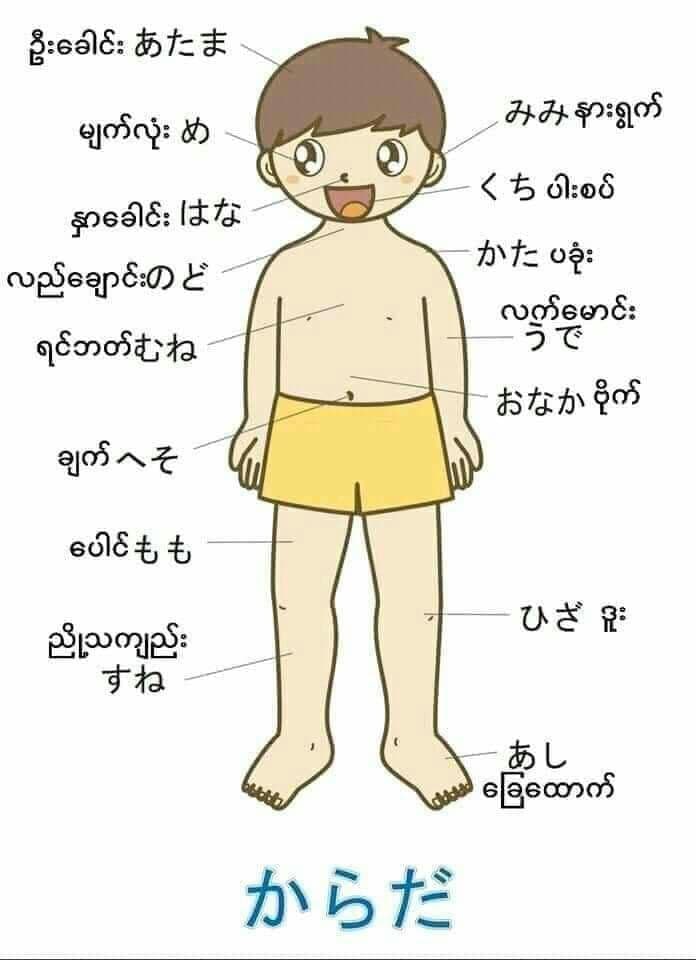 ဦးခေါင်း あたま
မျက်လုံး め
みみ နားရွက်
နှာခေါင်း はな
くち ပါးစပ်
လည်ချောင်းのど
かた ပခုံး
ရင်ဘတ်むね
လက်မောင်း
うで
おなか ဗိုက်
ချက် へそ
ပေါင်もも
ひざ ဒူး
ညို့သကျည်း
すね
あし
ခြေထောက်
からだ